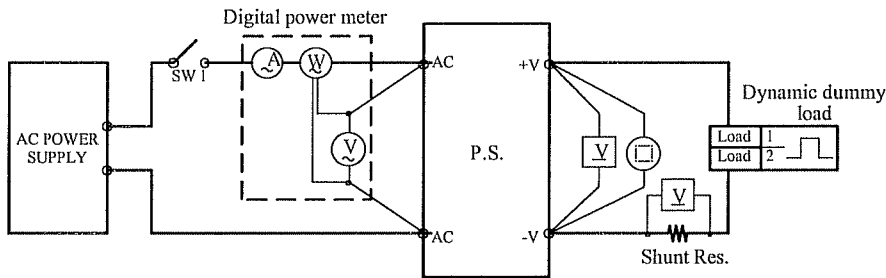 Digital power meter
A
W
SW 1
AC
+V
Dynamic dummy
load
AC POWER
SUPPLY
V
P.S.
V
Load 1
Load 2
V
AC
-V
Shunt Res.